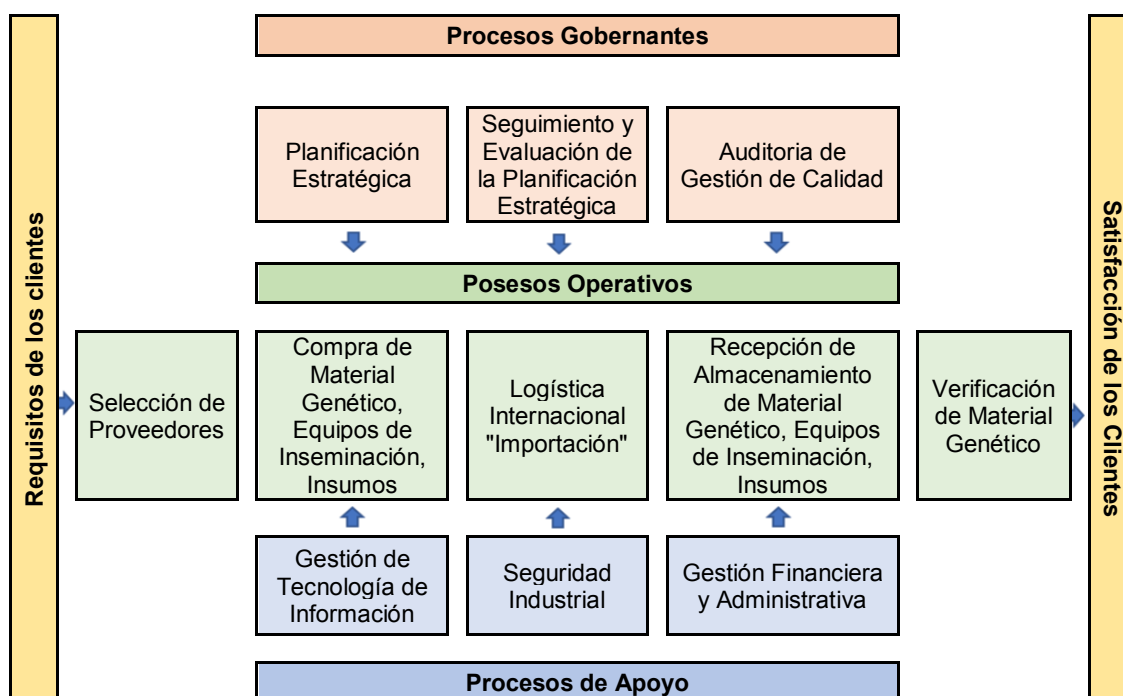 Procesos Gobernantes
Requisitos de los clientes
Planificación
Estratégica
Seguimiento y
Evaluación de
la Planificación
Estratégica
Auditoria de
Gestión de Calidad
Satisfacción de los Clientes
Posesos Operativos
Selección de
Proveedores
Compra de
Material
Genético,
Equipos de
Inseminación,
Insumos
Logística
Internacional
"Importación"
Recepción de
Almacenamiento
de Material
Genético, Equipos
de Inseminación,
Insumos
Verificación
de Material
Genético
Gestión de
Tecnología de
Información
Seguridad
Industrial
Gestión Financiera
y Administrativa
Procesos de Apoyo